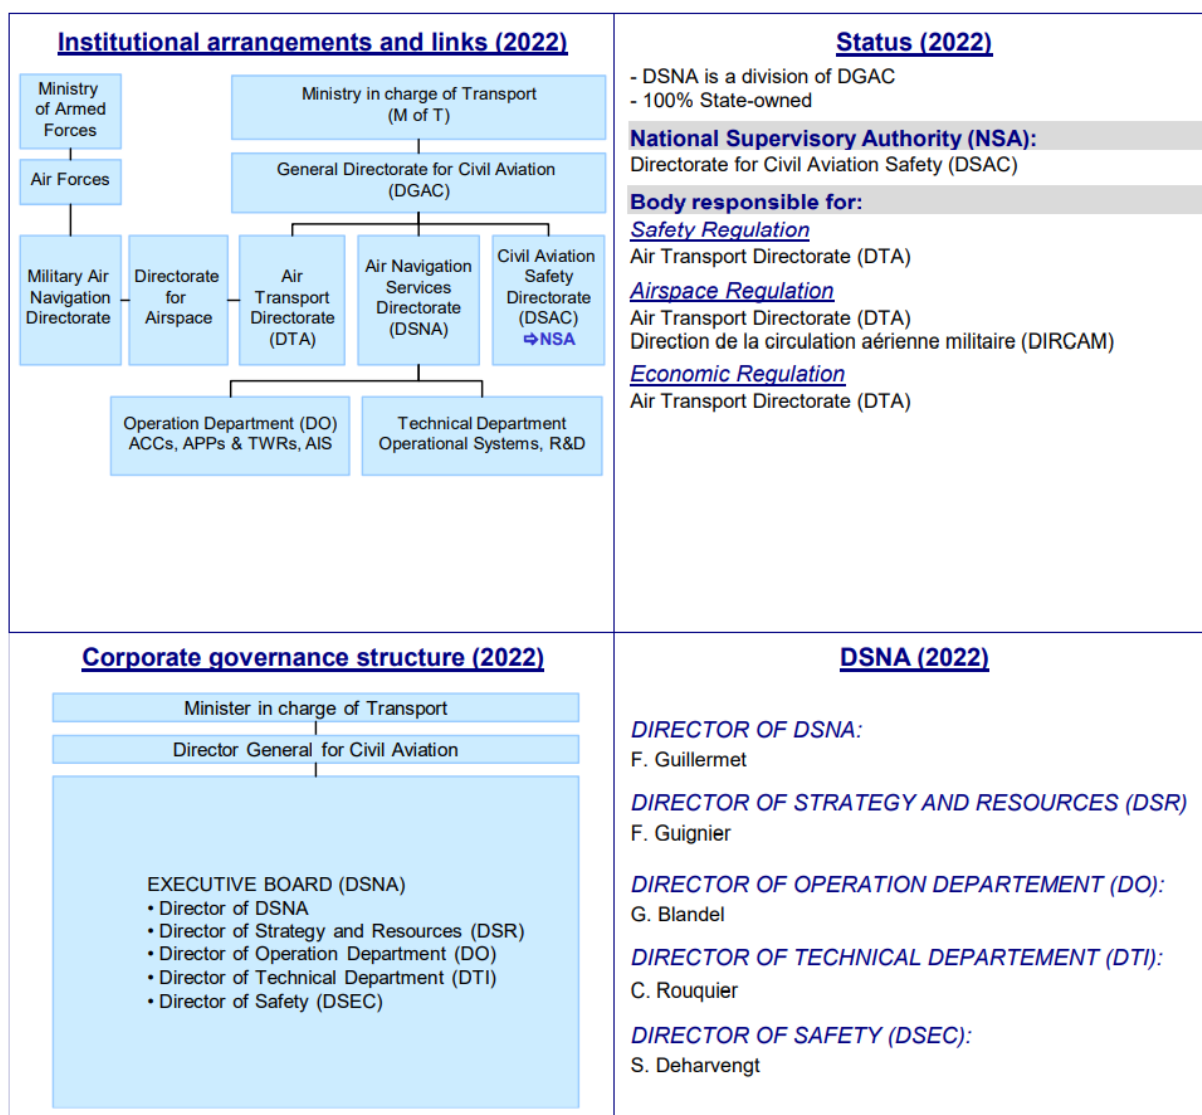 Institutional arrangements and links (2022)
Ministry
of Armed
Forces
Air Forces
Ministry in charge of Transport
(M of T)
General Directorate for Civil Aviation
(DGAC)
Military Air
Navigation
Directorate
Directorate
for
Airspace
Air
Transport
Directorate
(DTA)
Air Navigation
Services
Directorate
(DSNA)
Civil Aviation
Safety
Directorate
(DSAC)
⇨NSA
Operation Department (DO)
ACCs, APPs & TWRs, AIS
Technical Department
Operational Systems, R&D
Status (2022)
- DSNA is a division of DGAC
- 100% State-owned
National Supervisory Authority (NSA):
Directorate for Civil Aviation Safety (DSAC)
Body responsible for:
Safety Regulation
Air Transport Directorate (DTA)
Airspace Regulation
Air Transport Directorate (DTA)
Direction de la circulation aérienne militaire (DIRCAM)
Economic Regulation
Air Transport Directorate (DTA)
Corporate governance structure (2022)
Minister in charge of Transport
Director General for Civil Aviation
EXECUTIVE BOARD (DSNA)
• Director of DSNA
• Director of Strategy and Resources (DSR)
• Director of Operation Department (DO)
• Director of Technical Department (DTI)
• Director of Safety (DSEC)
DSNA (2022)
DIRECTOR OF DSNA:
F. Guillermet
DIRECTOR OF STRATEGY AND RESOURCES (DSR)
F. Guignier
DIRECTOR OF OPERATION DEPARTEMENT (DO):
G. Blandel
DIRECTOR OF TECHNICAL DEPARTEMENT (DTI):
C. Rouquier
DIRECTOR OF SAFETY (DSEC):
S. Deharvengt